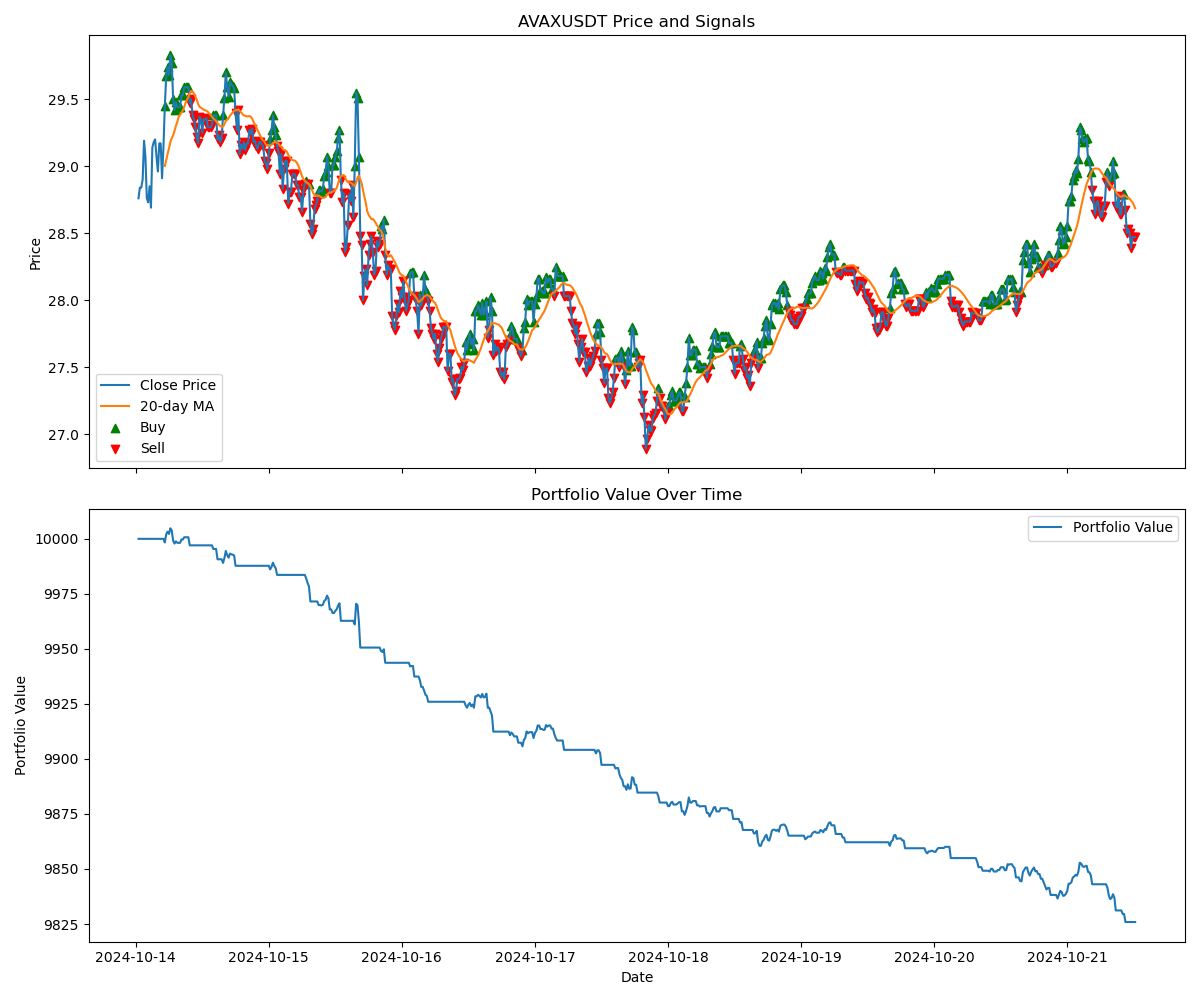 AVAXUSDT Price and Signals
29.5
29.0
28.5
28.0
27.5
27.0
Price
Close Price
20-day MA
Buy
Sell
Portfolio Value Over Time
Portfolio Value
10000
9975
9950
9925
9900
9875
9850
9825
Portfolio Value
2024-10-14 2024-10-15 2024-10-16 2024-10-17 2024-10-18 2024-10-19 2024-10-20 2024-10-21
Date